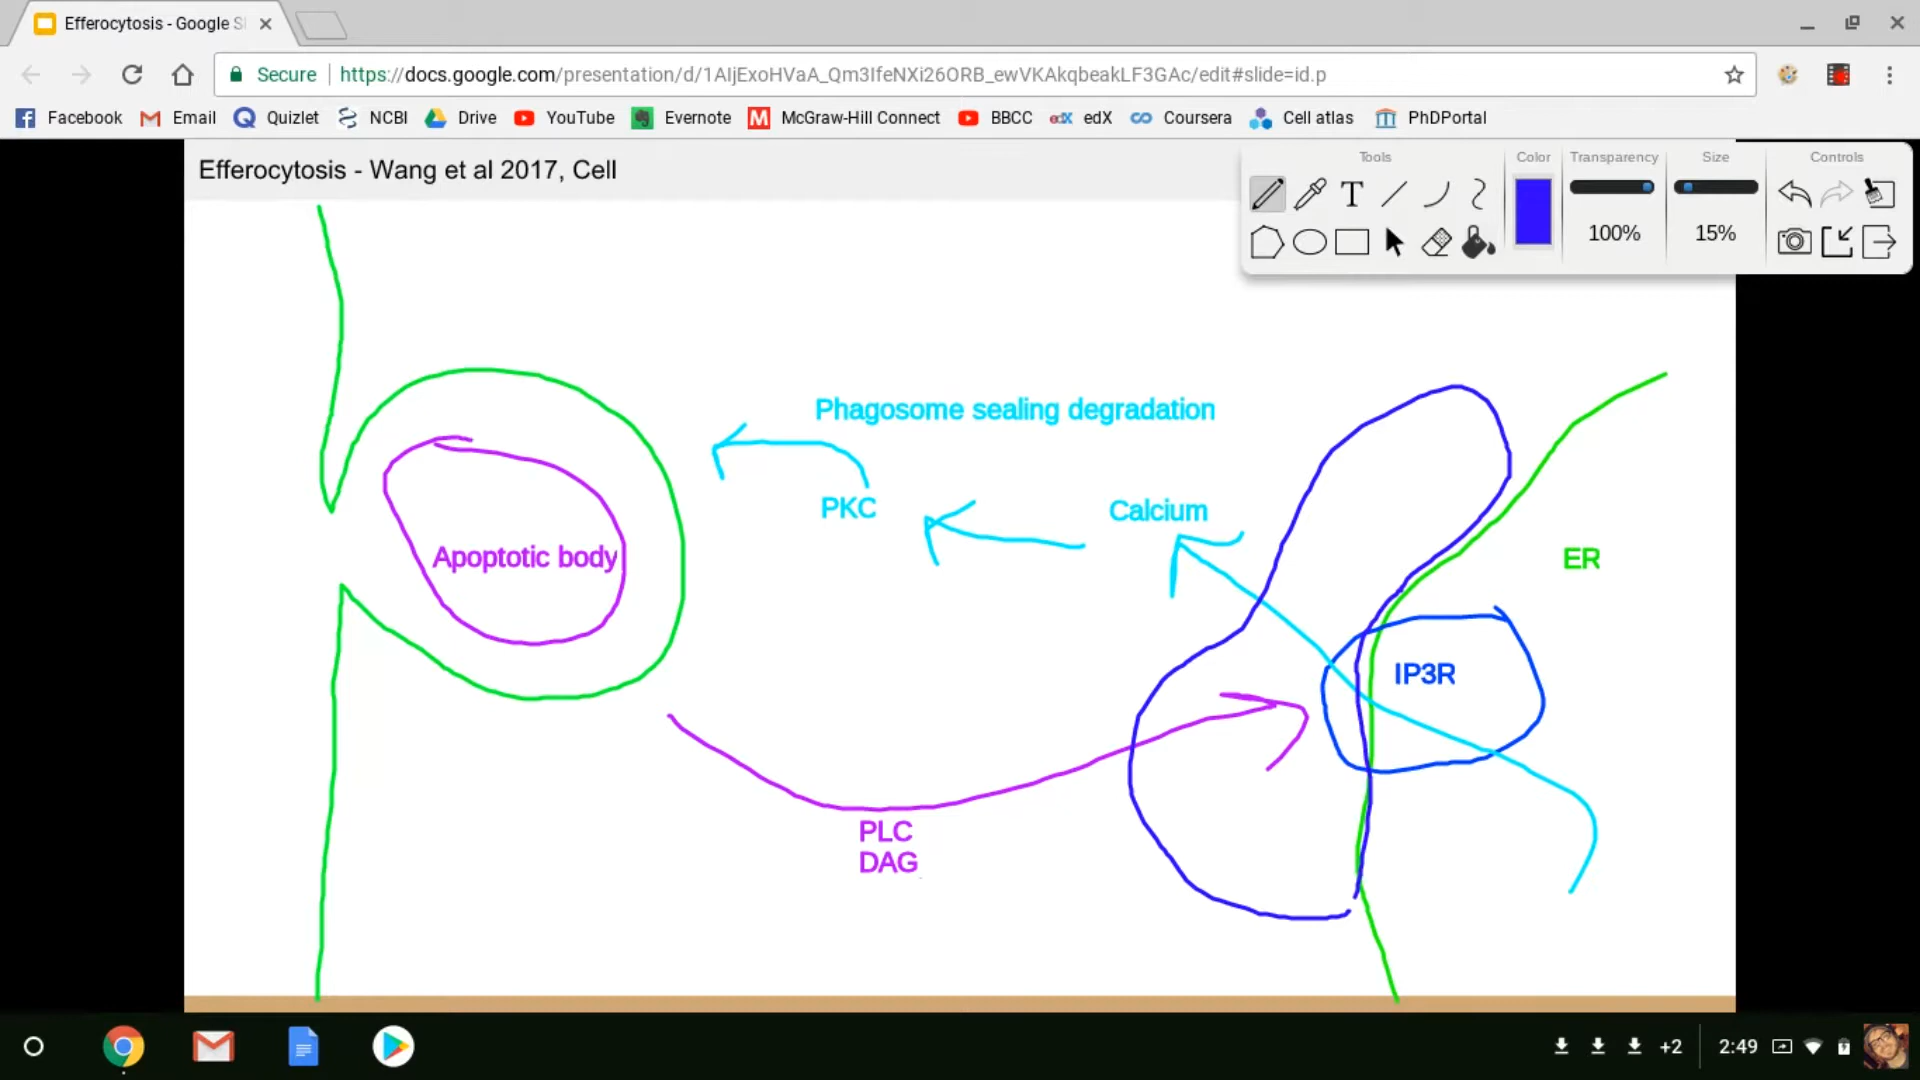 Efferocytosis - Google Sl
Secure https://docs.google.com/presentation/d/1AIjExoHVaA_Qm3IfeNXi26ORB_ewVKAkqbeakLF3GAc/edit#slide=id.p
Facebook Email Quizlet NCBI Drive YouTube Evernote McGraw-Hill Connect BBCC edX Coursera Cell atlas PhDPortal
Efferocytosis - Wang et al 2017, Cell
Tools Color Transparency Size Controls
100% 15%
Phagosome sealing degradation
PKC
Calcium
Apoptotic body
ER
IP3R
PLC
DAG
+2 2:49